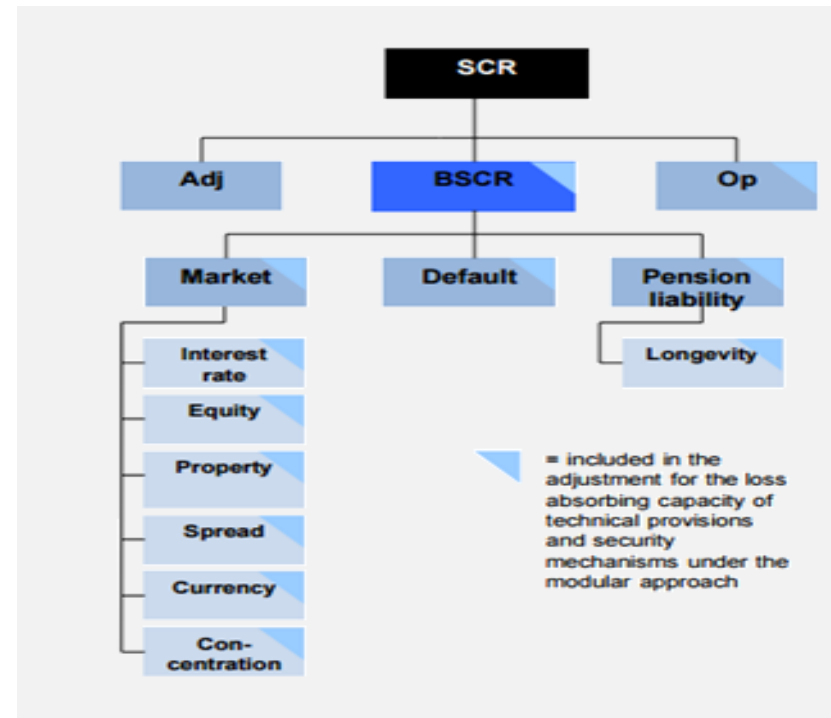 SCR
Adj
BSCR
Op
Market
Default
Pension
liability
Interest
rate
Equity
Property
Spread
Currency
Con-
centration
Longevity
= included in the
adjustment for the loss
absorbing capacity of
technical provisions
and security
mechanisms under the
modular approach